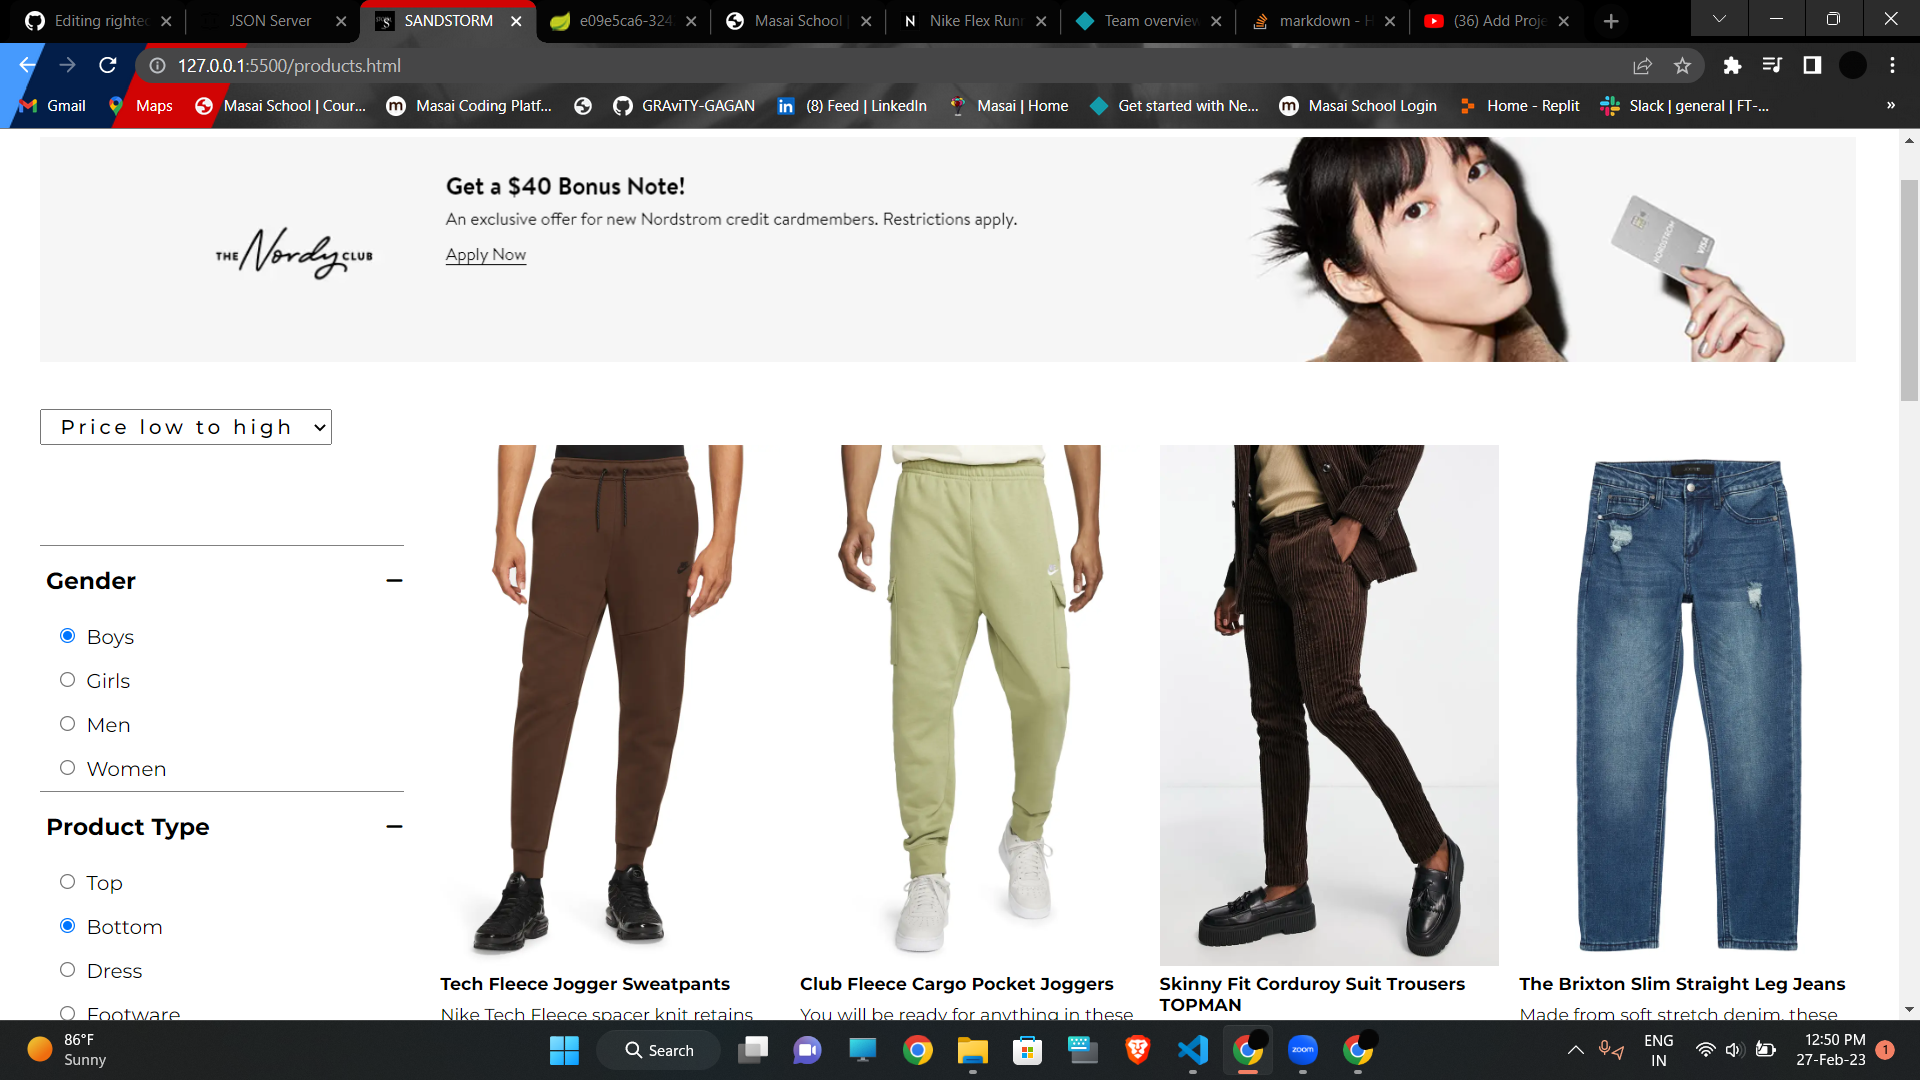 Editing righted
JSON Server
SANDSTORM
e09e5ca6-324
Masai School |
Nike Flex Runn
Team overview
markdown - H
(36) Add Proje
127.0.0.1:5500/products.html
Gmail
Maps
Masai School | Cour...
Masai Coding Platf...
GRAviTY-GAGAN
(8) Feed | LinkedIn
Masai | Home
Get started with Ne...
Masai School Login
Home - Replit
Slack | general | FT-...
»
THE Nordy CLUB
Get a $40 Bonus Note!
An exclusive offer for new Nordstrom credit cardmembers. Restrictions apply.
Apply Now
NORDSTROM
VISA
Price low to high
Gender
Boys
Girls
Men
Women
Product Type
Top
Bottom
Dress
Footware
Tech Fleece Jogger Sweatpants
Nike Tech Fleece spacer knit retains
Club Fleece Cargo Pocket Joggers
You will be ready for anything in these
Skinny Fit Corduroy Suit Trousers
TOPMAN
The Brixton Slim Straight Leg Jeans
Made from soft stretch denim, these
86°F
Sunny
Search
zoom
ENG
IN
12:50 PM
27-Feb-23
1